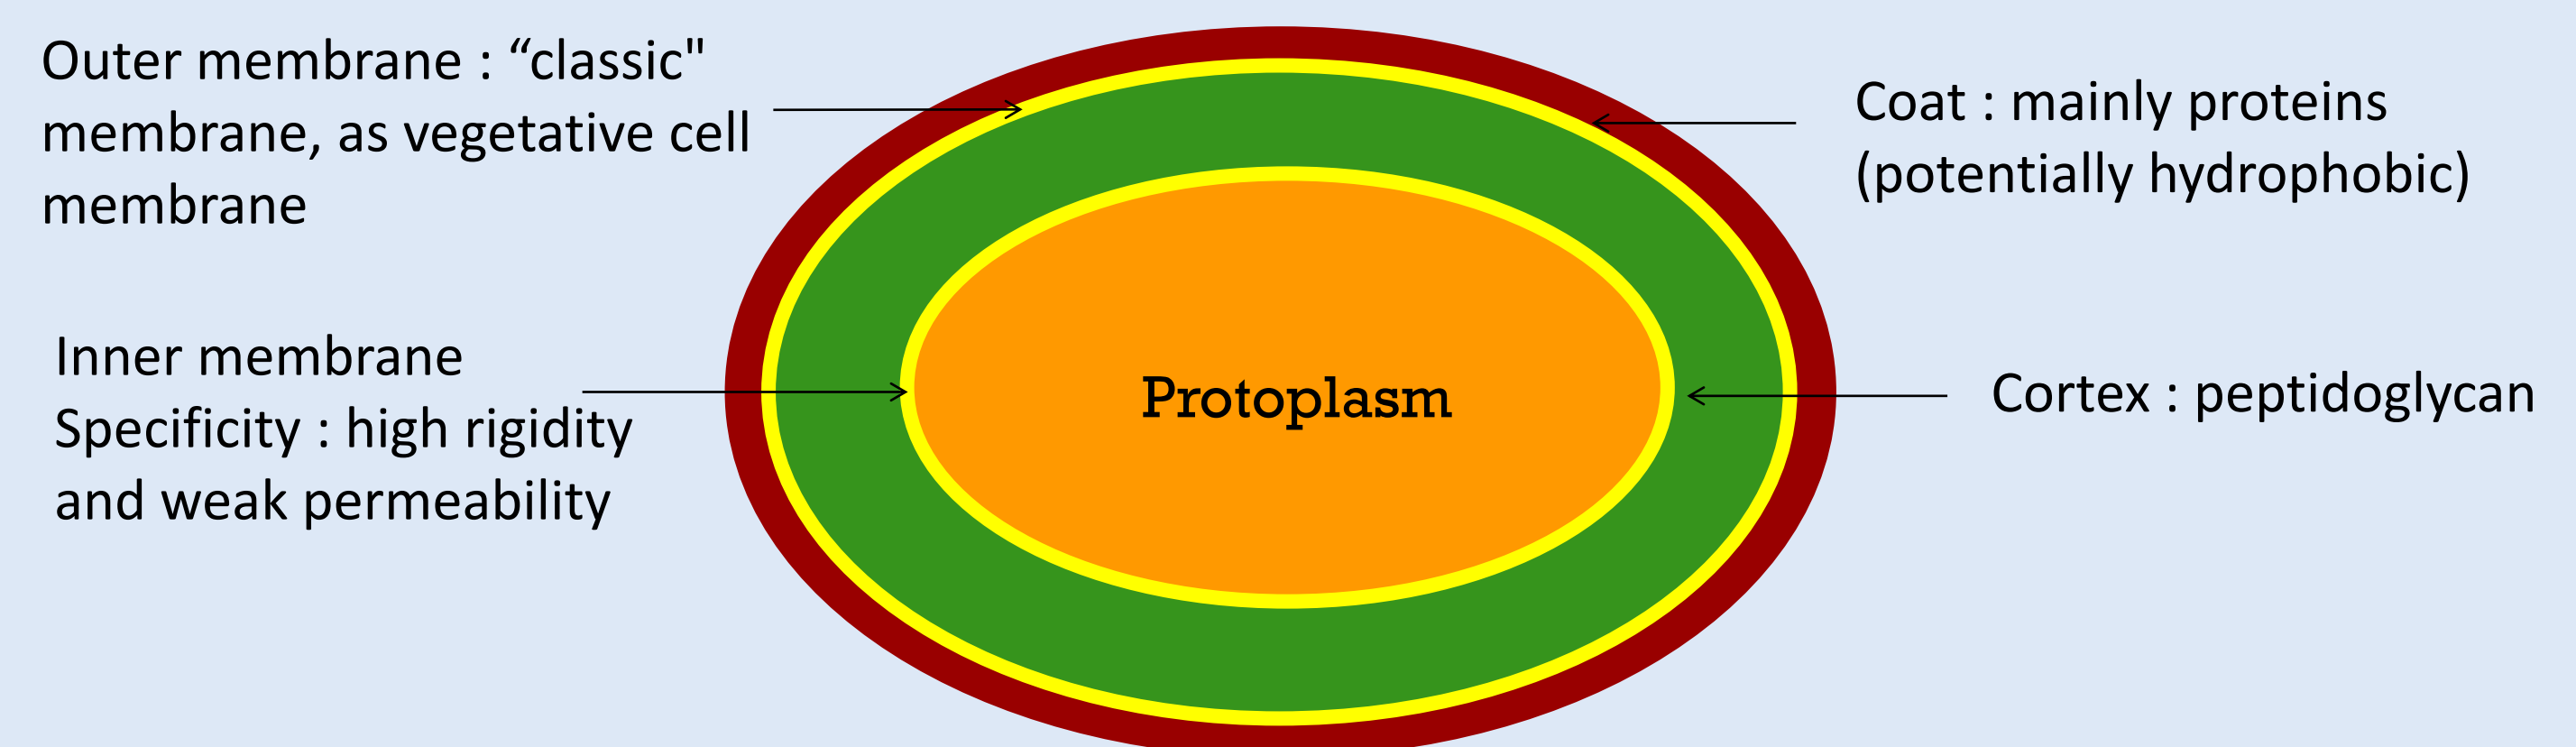 Outer membrane : “classic"
membrane, as vegetative cell
membrane
Coat : mainly proteins
(potentially hydrophobic)
Inner membrane
Specificity : high rigidity
and weak permeability
Protoplasm
Cortex : peptidoglycan